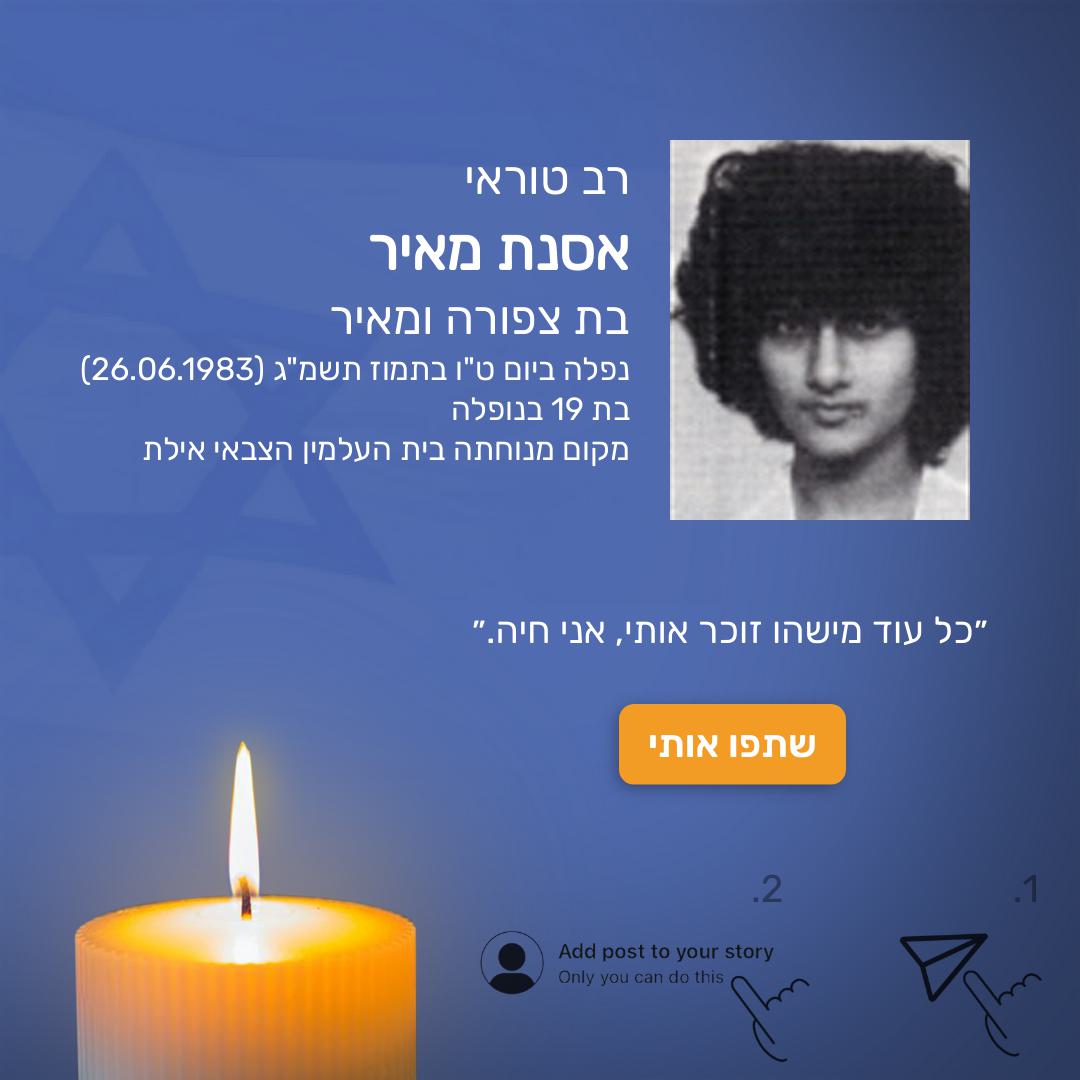 רב טוראי
אסנת מאיר
בת צפורה ומאיר
נפלה ביום ט"ו בתמוז תשמ"ג (26.06.1983)
בת 19 בנופלה
מקום מנוחתה בית העלמין הצבאי אילת
״כל עוד מישהו זוכר אותי, אני חיה.״
שתפו אותי
.1
.2
Add post to your story
Only you can do this